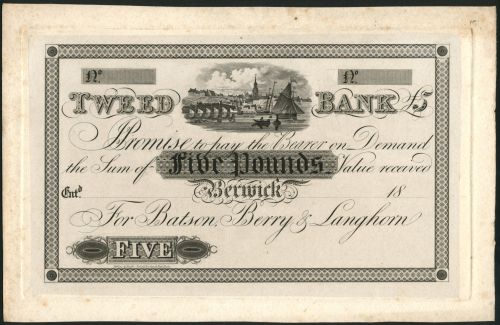 No. No.
TWEED BANK £5
I Promise to pay the Bearer on Demand
the Sum of Five Pounds Value received
Berwick
Entd. 18
For Batson, Berry & Langhorn
FIVE